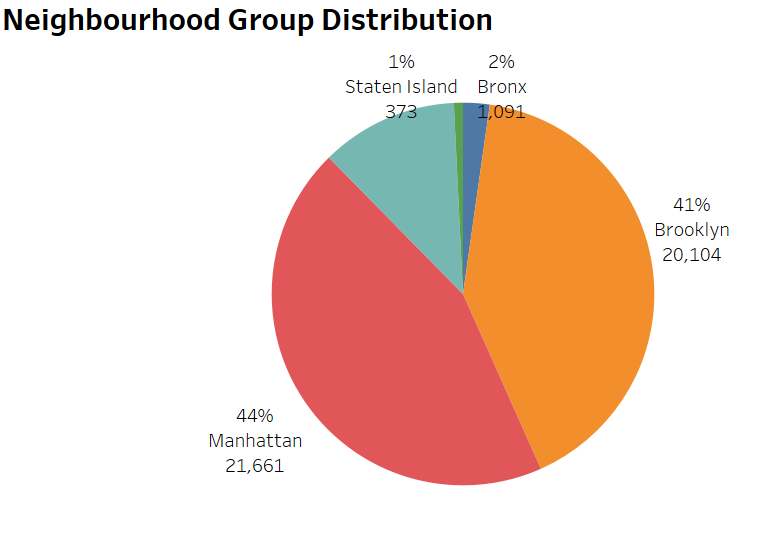 Neighbourhood Group Distribution
1%
Staten Island
373
2%
Bronx
1,091
41%
Brooklyn
20,104
44%
Manhattan
21,661